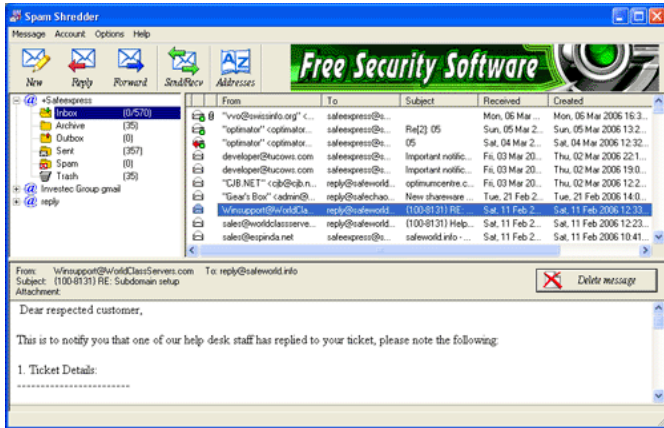 Spam Shredder
Message Account Options Help
New Reply Forward Send/Recv Addresses
Free Security Software
+Safeexpress
Inbox (0/570)
Archive (35)
Outbox (0)
Sent (357)
Spam (0)
Trash (35)
Investec Group gmail
reply
From To Subject Received Created
"vvo@swissinfo.org" <... safeexpress@s... Mon, 06 Mar ... Mon, 06 Mar 2006 16:3...
"optimator" <optimator... safeexpress@s... Re[2]: 05 Sun, 05 Mar 2... Sun, 05 Mar 2006 13:2...
"optimator" <optimator... safeexpress@s... 05 Sat, 04 Mar 2... Sat, 04 Mar 2006 12:32...
developer@tucows.com safeexpress@s... Important notific... Fri, 03 Mar 20... Thu, 02 Mar 2006 22:1...
developer@tucows.com safeexpress@s... Important notific... Fri, 03 Mar 20... Thu, 02 Mar 2006 19:0...
"CJB.NET" <cjb@cjb.n... reply@safeworld... optimumcentre.c... Fri, 03 Mar 20... Thu, 02 Mar 2006 12:2...
"Gear's Box" <admin@... reply@safechao... New shareware ... Tue, 21 Feb 2... Tue, 21 Feb 2006 14:0...
Winsupport@WorldCla... reply@safeworld... (100-8131) RE: ... Sat, 11 Feb 2... Sat, 11 Feb 2006 12:33...
sales@worldclassserve... reply@safeworld... (100-8131) Help... Sat, 11 Feb 2... Sat, 11 Feb 2006 12:23...
sales@espinda.net safeexpress@s... safeworld.info - ... Sat, 11 Feb 2... Sat, 11 Feb 2006 10:41...
From: Winsupport@WorldClassServers.com To: reply@safeworld.info
Subject: (100-8131) RE: Subdomain setup
Attachment:
Delete message
Dear respected customer,
This is to notify you that one of our help desk staff has replied to your ticket, please note the following:
1. Ticket Details:
------------------------